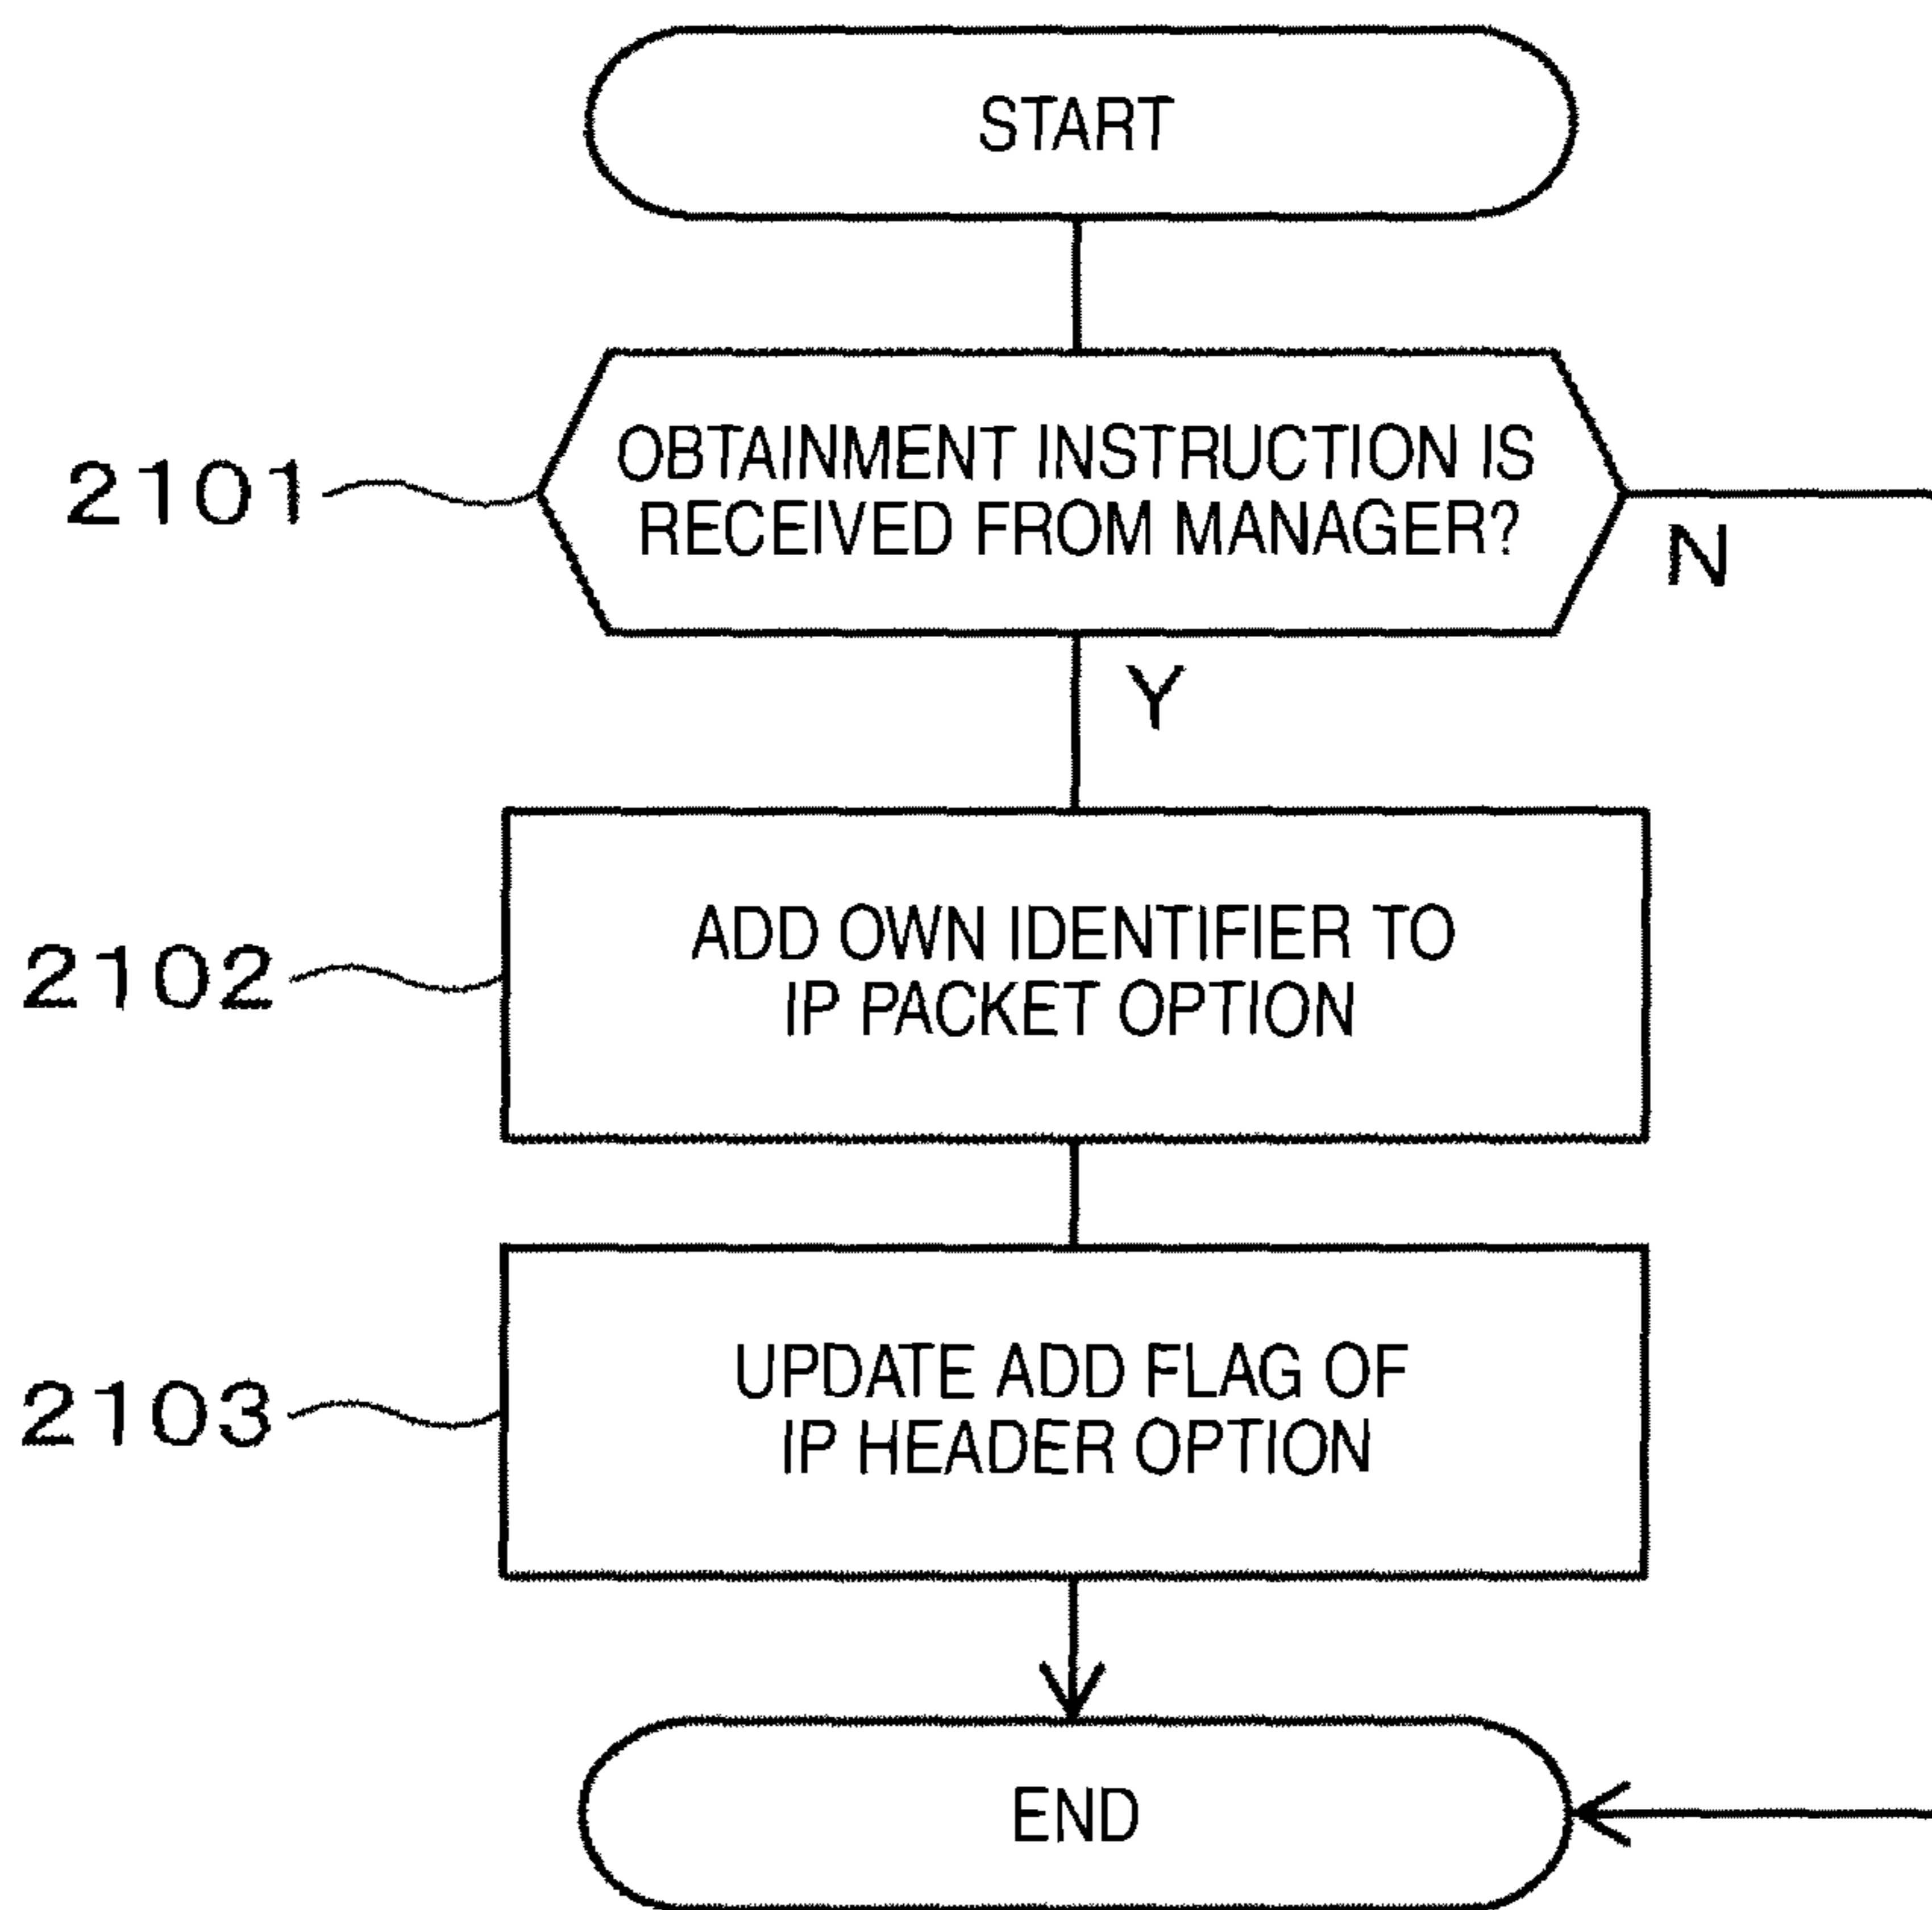 START
2101
OBTAINMENT INSTRUCTION IS
RECEIVED FROM MANAGER?
N
Y
2102
ADD OWN IDENTIFIER TO
IP PACKET OPTION
2103
UPDATE ADD FLAG OF
IP HEADER OPTION
END